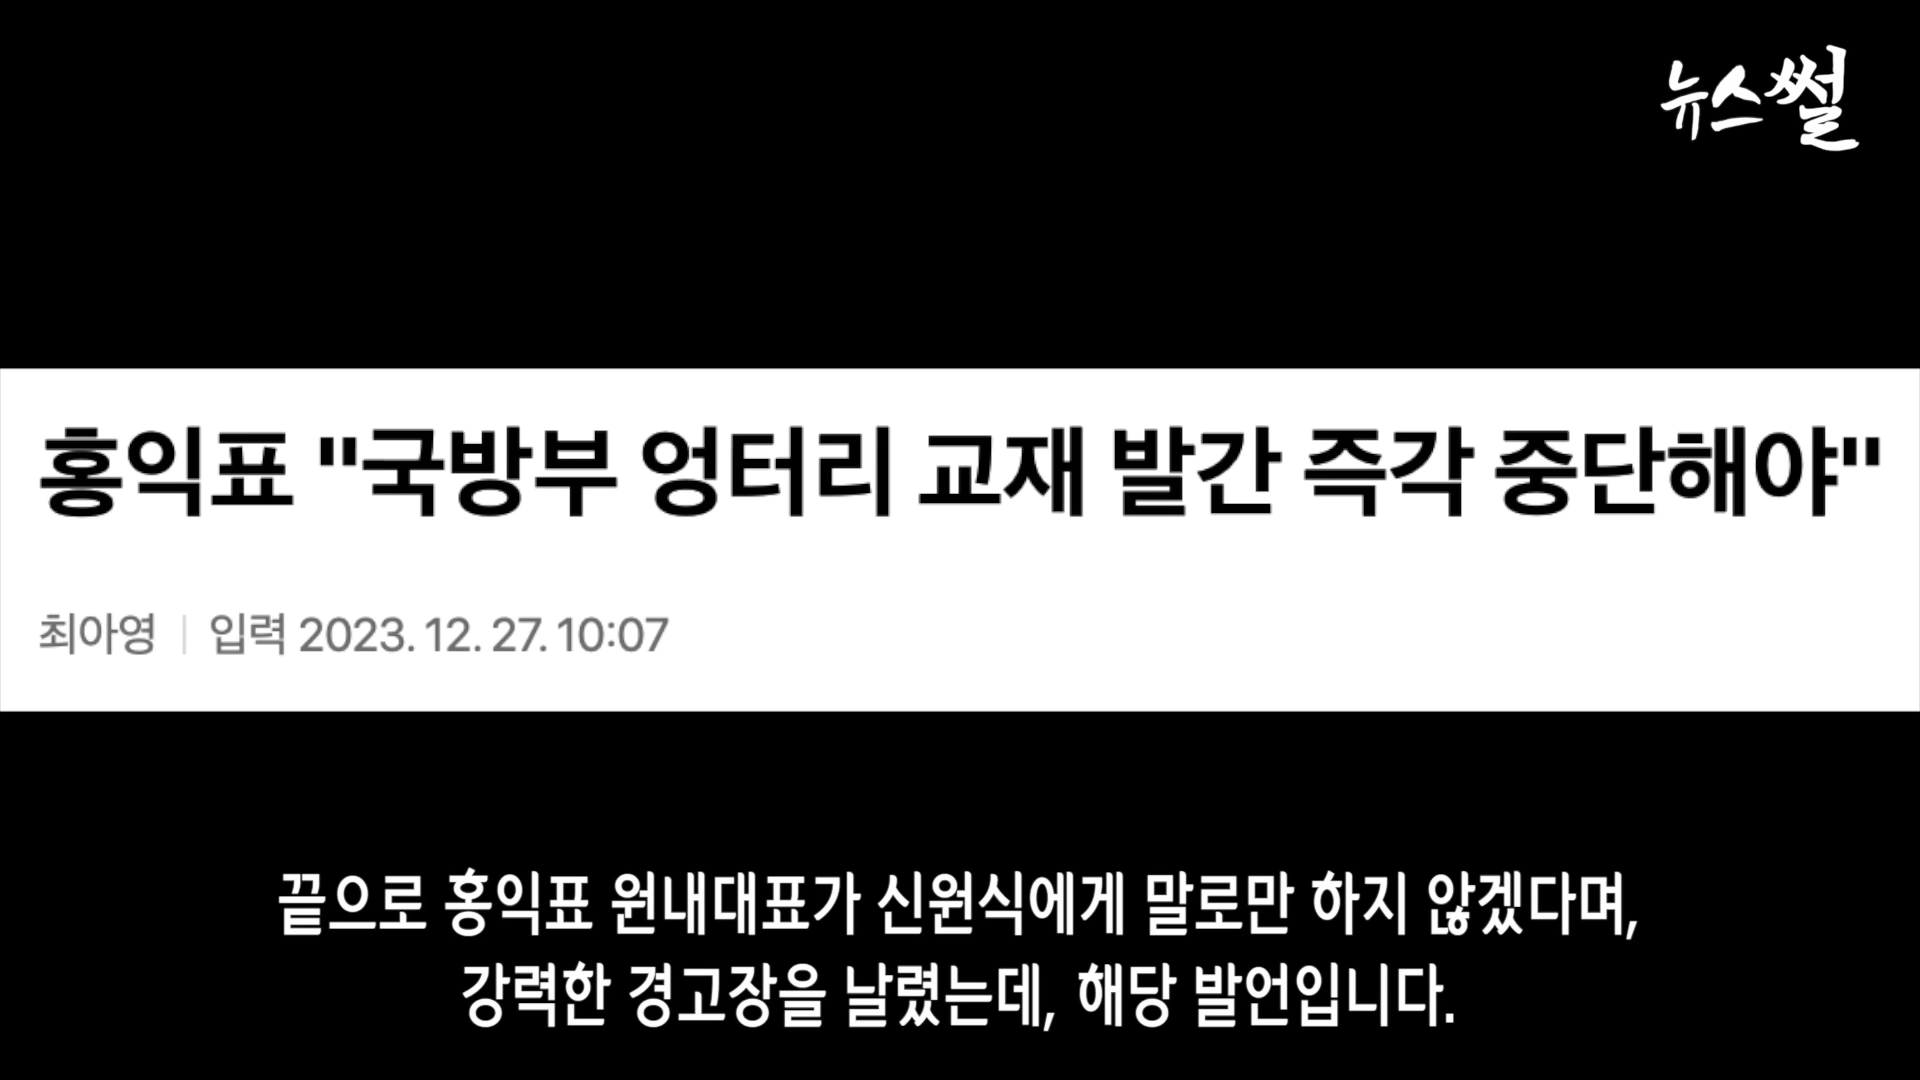 뉴스썰
홍익표 "국방부 엉터리 교재 발간 즉각 중단해야"
최아영 | 입력 2023. 12. 27. 10:07
끝으로 홍익표 원내대표가 신원식에게 말로만 하지 않겠다며,
강력한 경고장을 날렸는데, 해당 발언입니다.